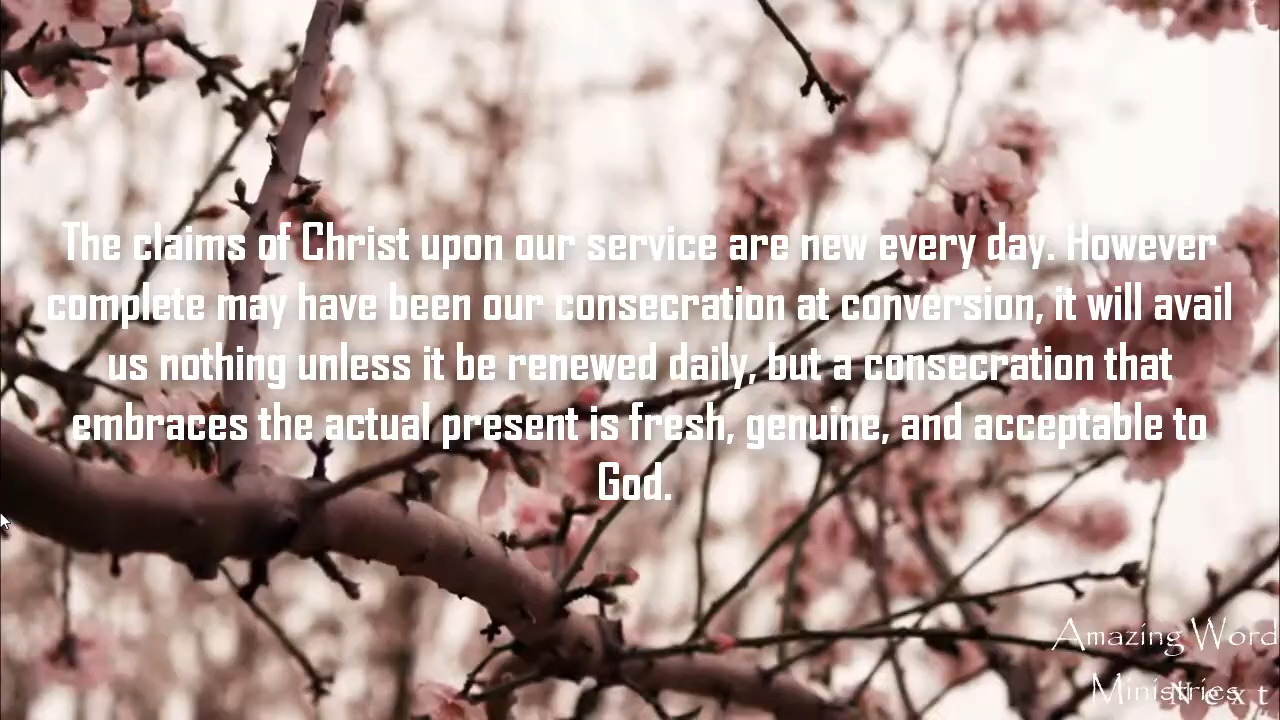 The claims of Christ upon our service are new every day. However
complete may have been our consecration at conversion, it will avail
us nothing unless it be renewed daily, but a consecration that
embraces the actual present is fresh, genuine, and acceptable to
God.
Amazing Word
Ministries
Next